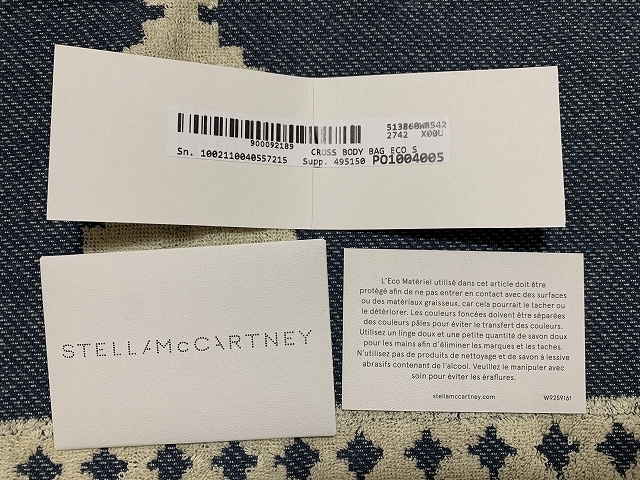 513860W8542
2742 X00U
900092189 CROSS BODY BAG ECO S
Sn. 1002110040557215 Supp. 495150 PO1004005
STELLAMcCARTNEY
L'Eco Matériel utilisé dans cet article doit être
protégé afin de ne pas entrer en contact avec des surfaces
ou des matériaux graisseux, car cela pourrait le tacher ou
le détériorer. Les couleurs foncées doivent être séparées
des couleurs pâles pour éviter le transfert des couleurs.
Utilisez un linge doux et une petite quantité de savon doux
pour les mains afin d'éliminer les marques et les taches.
N'utilisez pas de produits de nettoyage et de savon à lessive
abrasifs contenant de l'alcool. Veuillez le manipuler avec
soin pour éviter les éraflures.
stellamccartney.com W9259161